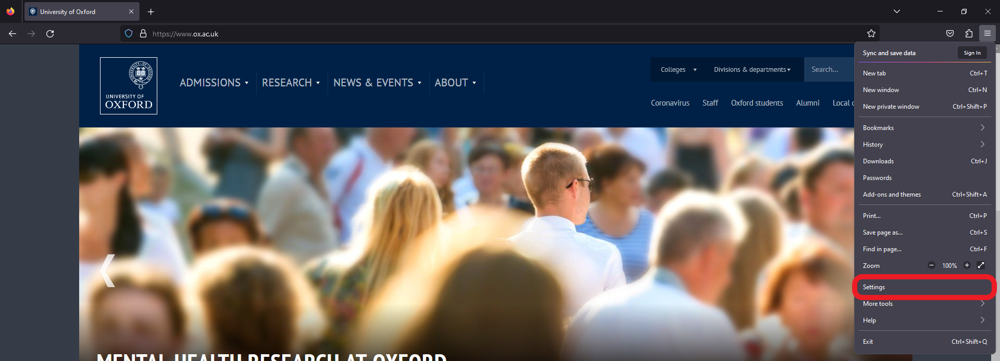 University of Oxford
https://www.ox.ac.uk
UNIVERSITY OF
OXFORD
ADMISSIONS
RESEARCH
NEWS & EVENTS
ABOUT
Colleges
Divisions & departments
Search...
Coronavirus
Staff
Oxford students
Alumni
Local
MENTAL HEALTH RESEARCH AT OXFORD
Sync and save data Sign In
New tab Ctrl+T
New window Ctrl+N
New private window Ctrl+Shift+P
Bookmarks
History
Downloads Ctrl+J
Passwords
Add-ons and themes Ctrl+Shift+A
Print... Ctrl+P
Save page as... Ctrl+S
Find in page... Ctrl+F
Zoom 100%
Settings
More tools
Help
Exit Ctrl+Shift+Q